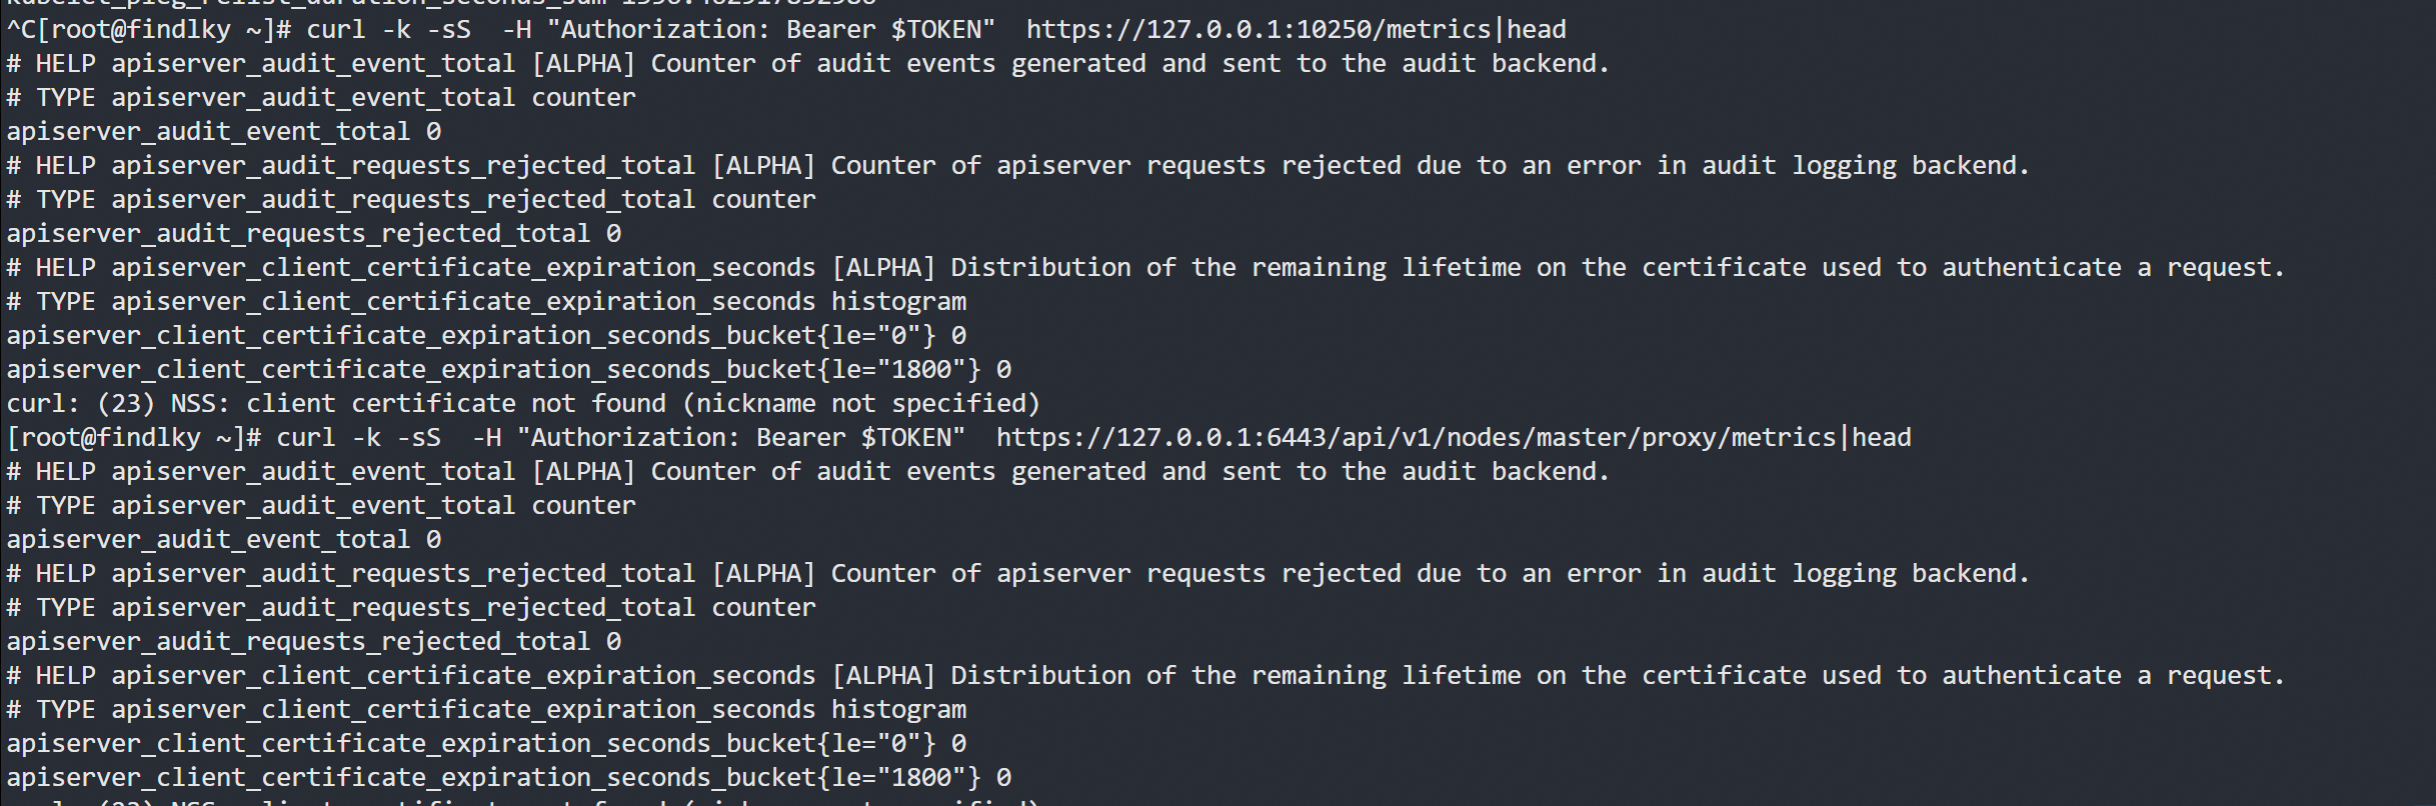 ^C[root@findlky ~]# curl -k -sS  -H "Authorization: Bearer $TOKEN"  https://127.0.0.1:10250/metrics|head
# HELP apiserver_audit_event_total [ALPHA] Counter of audit events generated and sent to the audit backend.
# TYPE apiserver_audit_event_total counter
apiserver_audit_event_total 0
# HELP apiserver_audit_requests_rejected_total [ALPHA] Counter of apiserver requests rejected due to an error in audit logging backend.
# TYPE apiserver_audit_requests_rejected_total counter
apiserver_audit_requests_rejected_total 0
# HELP apiserver_client_certificate_expiration_seconds [ALPHA] Distribution of the remaining lifetime on the certificate used to authenticate a request.
# TYPE apiserver_client_certificate_expiration_seconds histogram
apiserver_client_certificate_expiration_seconds_bucket{le="0"} 0
apiserver_client_certificate_expiration_seconds_bucket{le="1800"} 0
curl: (23) NSS: client certificate not found (nickname not specified)
[root@findlky ~]# curl -k -sS  -H "Authorization: Bearer $TOKEN"  https://127.0.0.1:6443/api/v1/nodes/master/proxy/metrics|head
# HELP apiserver_audit_event_total [ALPHA] Counter of audit events generated and sent to the audit backend.
# TYPE apiserver_audit_event_total counter
apiserver_audit_event_total 0
# HELP apiserver_audit_requests_rejected_total [ALPHA] Counter of apiserver requests rejected due to an error in audit logging backend.
# TYPE apiserver_audit_requests_rejected_total counter
apiserver_audit_requests_rejected_total 0
# HELP apiserver_client_certificate_expiration_seconds [ALPHA] Distribution of the remaining lifetime on the certificate used to authenticate a request.
# TYPE apiserver_client_certificate_expiration_seconds histogram
apiserver_client_certificate_expiration_seconds_bucket{le="0"} 0
apiserver_client_certificate_expiration_seconds_bucket{le="1800"} 0